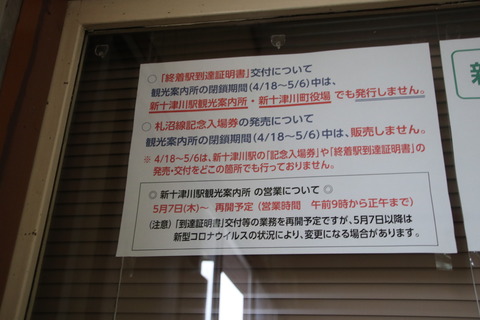 ○「終着駅到達証明書」交付について
観光案内所の閉鎖期間(4/18〜5/6)中は、
新十津川駅観光案内所・新十津川町役場 でも発行しません。
○ 札沼線記念入場券の発売について
観光案内所の閉鎖期間(4/18〜5/6)中は、販売しません。
※ 4/18〜5/6は、新十津川駅の「記念入場券」や「終着駅到達証明書」の
発売・交付をどこの箇所でも行っておりません。
◎ 新十津川駅観光案内所 の営業について ◎
5月7日(木)〜 再開予定(営業時間 午前9時から正午まで)
(注意)「到達証明書」交付等の業務を再開予定ですが、5月7日以降は
新型コロナウイルスの状況により、変更になる場合があります。
新